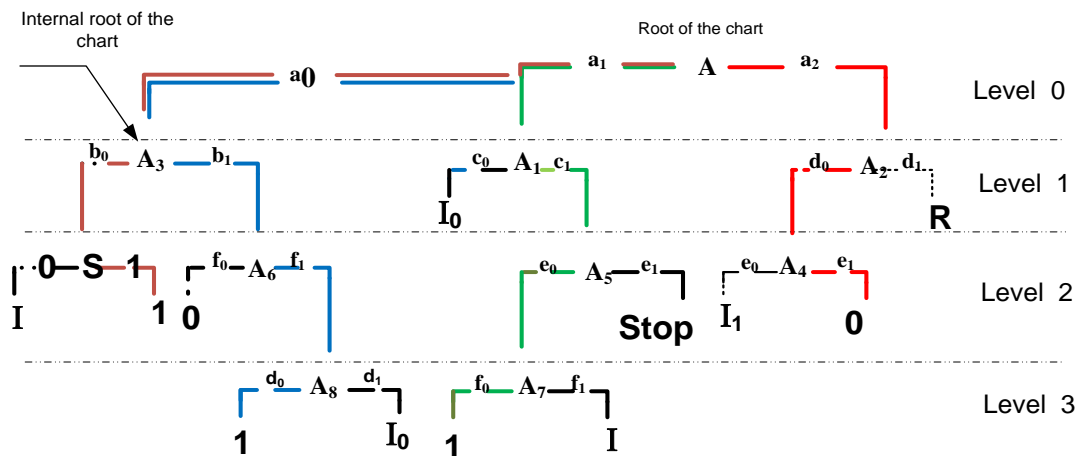 Internal root of the
chart
Root of the chart
a0 a₁ A a₂
Level 0
b₀ A₃ b₁ c₀ A₁ c₁ d₀ A₂ d₁
Level 1
I₀ R
0 S 1 f₀ A₆ f₁ e₀ A₅ e₁ e₀ A₄ e₁
Level 2
I 1 0 Stop I₁ 0
d₀ A₈ d₁ f₀ A₇ f₁
Level 3
1 I₀ 1 I